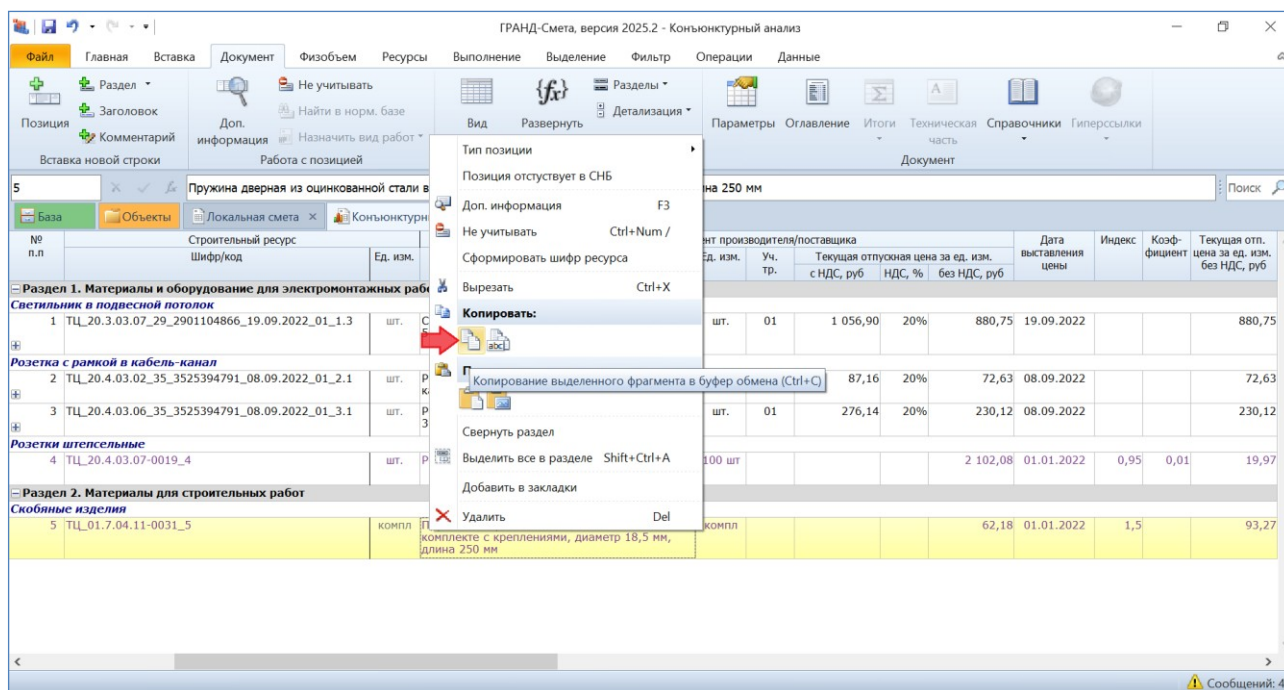 ГРАНД-Смета, версия 2025.2 - Конъюнктурный анализ
Файл Главная Вставка Документ Физобъем Ресурсы Выполнение Выделение Фильтр Операции Данные
Позиция
Раздел
Заголовок
Комментарий
Вставка новой строки
Доп. информация
Не учитывать
Найти в норм. базе
Назначить вид работ
Работа с позицией
Вид
Развернуть
Разделы
Детализация
Параметры
Оглавление
Итоги
Техническая часть
Справочники
Гиперссылки
Документ
5 fx Пружина дверная из оцинкованной стали в на 250 мм Поиск
База Объекты Локальная смета × Конъюнктурн
№ п.п Строительный ресурс
Шифр/код Ед. изм.
нт производителя/поставщика
Ед. изм. Уч. тр. Текущая отпускная цена за ед. изм.
с НДС, руб НДС, % без НДС, руб
Дата выставления цены
Индекс
Коэф-фициент
Текущая отп. цена за ед. изм. без НДС, руб
Раздел 1. Материалы и оборудование для электромонтажных рабо
Светильник в подвесной потолок
1 ТЦ_20.3.03.07_29_2901104866_19.09.2022_01_1.3 шт. С шт. 01 1 056,90 20% 880,75 19.09.2022 880,75
5
Розетка с рамкой в кабель-канал
2 ТЦ_20.4.03.02_35_3525394791_08.09.2022_01_2.1 шт. Р 87,16 20% 72,63 08.09.2022 72,63
к
3 ТЦ_20.4.03.06_35_3525394791_08.09.2022_01_3.1 шт. Р шт. 01 276,14 20% 230,12 08.09.2022 230,12
3
Розетки штепсельные
4 ТЦ_20.4.03.07-0019_4 шт. Р 100 шт 2 102,08 01.01.2022 0,95 0,01 19,97
Раздел 2. Материалы для строительных работ
Скобяные изделия
5 ТЦ_01.7.04.11-0031_5 компл П компл 62,18 01.01.2022 1,5 93,27
комплекте с креплениями, диаметр 18,5 мм,
длина 250 мм
Тип позиции
Позиция отстуствует в СНБ
Доп. информация F3
Не учитывать Ctrl+Num /
Сформировать шифр ресурса
Вырезать Ctrl+X
Копировать:
abc
П
Копирование выделенного фрагмента в буфер обмена (Ctrl+C)
Свернуть раздел
Выделить все в разделе Shift+Ctrl+A
Добавить в закладки
Удалить Del
Сообщений: 4